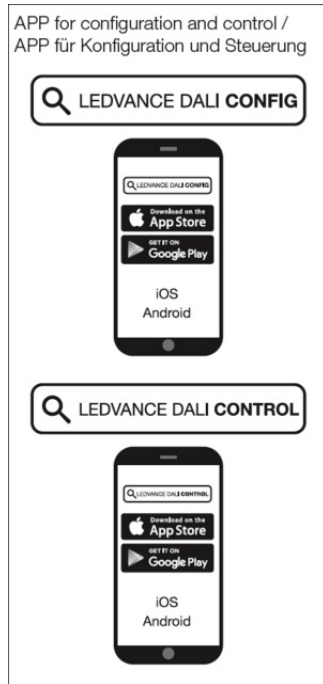 APP for configuration and control /
APP für Konfiguration und Steuerung
LEDVANCE DALI CONFIG
LEDVANCE DALI CONFIG
Download on the
App Store
GET IT ON
Google Play
iOS
Android
LEDVANCE DALI CONTROL
LEDVANCE DALI CONTROL
Download on the
App Store
GET IT ON
Google Play
iOS
Android